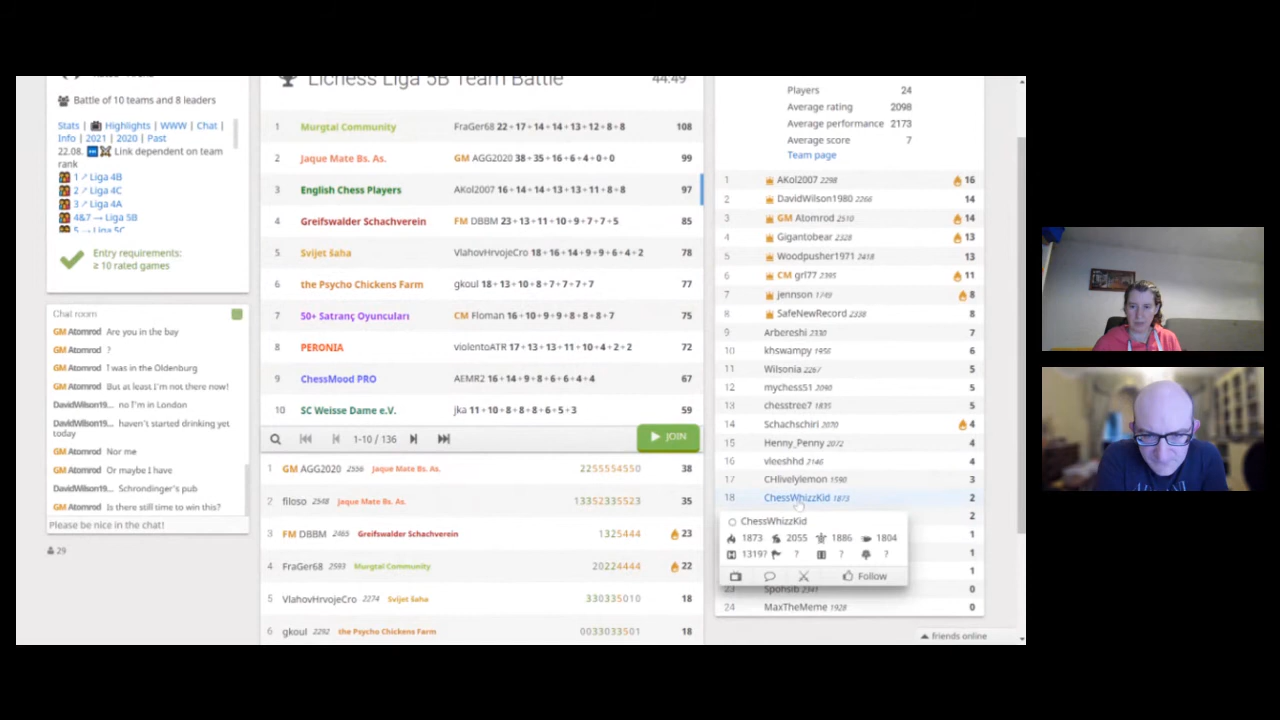 Battle of 10 teams and 8 leaders
Stats | Highlights | WWW | Chat |
Info | 2021 | 2020 | Past
22.08. Link dependent on team
rank
1 ↗ Liga 4B
2 ↗ Liga 4C
3 ↗ Liga 4A
4&7 → Liga 5B
5 → Liga 5C
Entry requirements:
≥ 10 rated games
Chat room
GM Atomrod Are you in the bay
GM Atomrod ?
GM Atomrod I was in the Oldenburg
GM Atomrod But at least I'm not there now!
DavidWilson19... no I'm in London
DavidWilson19... haven't started drinking yet
today
GM Atomrod Nor me
GM Atomrod Or maybe I have
DavidWilson19... Schrondinger's pub
GM Atomrod Is there still time to win this?
Please be nice in the chat!
29
Lichess Liga 5B Team Battle 44:49
1 Murgtal Community FraGer68 22+17+14+14+13+12+8+8 108
2 Jaque Mate Bs. As. GM AGG2020 38+35+16+6+4+0+0 99
3 English Chess Players AKol2007 16+14+14+13+13+11+8+8 97
4 Greifswalder Schachverein FM DBBM 23+13+11+10+9+7+7+5 85
5 Svijet šaha VlahovHrvojeCro 18+16+14+9+9+6+4+2 78
6 the Psycho Chickens Farm gkoul 18+13+10+8+7+7+7+7 77
7 50+ Satranç Oyuncuları CM Floman 16+10+9+9+8+8+8+7 75
8 PERONIA violentoATR 17+13+13+11+10+4+2+2 72
9 ChessMood PRO AEMR2 16+14+9+8+6+6+4+4 67
10 SC Weisse Dame e.V. jka 11+10+8+8+8+6+5+3 59
1-10 / 136 JOIN
1 GM AGG2020 2556 Jaque Mate Bs. As. 2255554550 38
2 filoso 2548 Jaque Mate Bs. As. 13352335523 35
3 FM DBBM 2465 Greifswalder Schachverein 1325444 23
4 FraGer68 2593 Murgtal Community 20224444 22
5 VlahovHrvojeCro 2274 Svijet šaha 330335010 18
6 gkoul 2292 the Psycho Chickens Farm 0033033501 18
Players 24
Average rating 2098
Average performance 2173
Average score 7
Team page
1 AKol2007 2298 16
2 DavidWilson1980 2266 14
3 GM Atomrod 2510 14
4 Gigantobear 2328 13
5 Woodpusher1971 2418 13
6 CM grl77 2395 11
7 jennson 1749 8
8 SafeNewRecord 2338 8
9 Arbereshi 2330 7
10 khswampy 1956 6
11 Wilsonia 2267 5
12 mychess51 2090 5
13 chesstree7 1835 5
14 Schachschiri 2070 4
15 Henny_Penny 2072 4
16 vleeshhd 2146 4
17 CHlivelylemon 1590 3
18 ChessWhizzKid 1873 2
2
1
1
1
ChessWhizzKid
1873 2055 1886 1804
1319? ? ? ?
Follow
23 Spohsib 2341 0
24 MaxTheMeme 1928 0
friends online